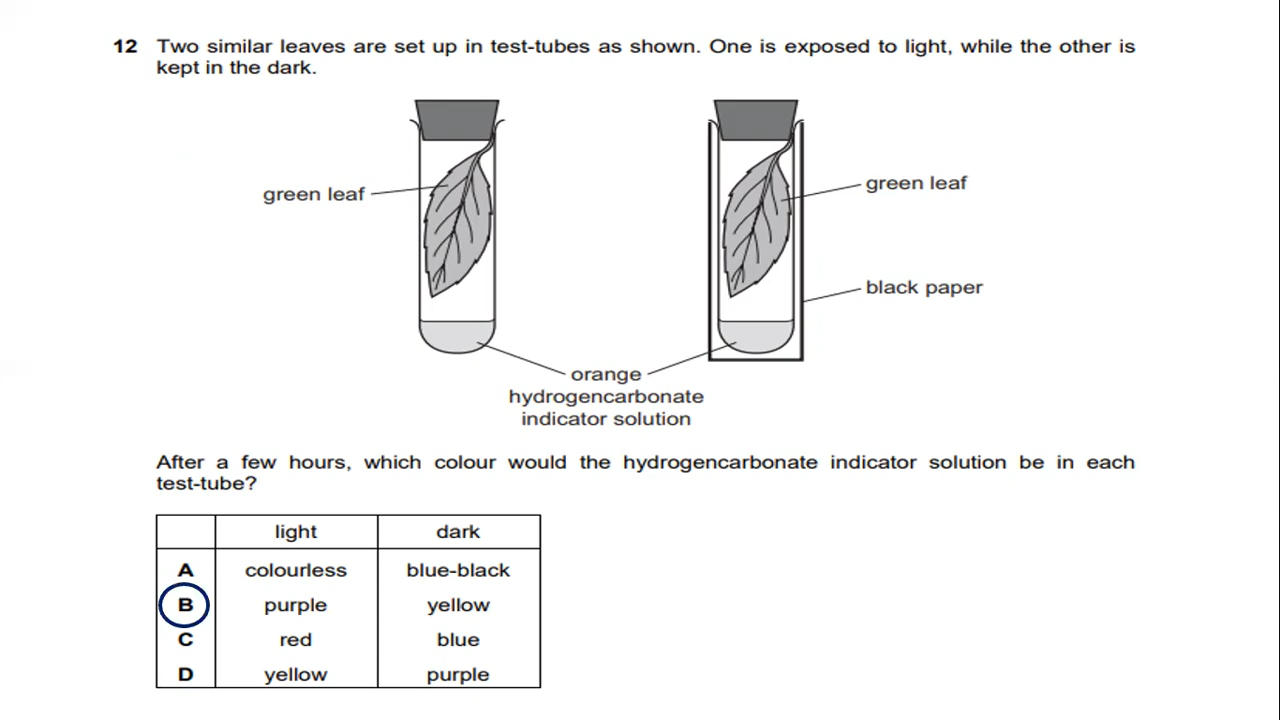 12 Two similar leaves are set up in test-tubes as shown. One is exposed to light, while the other is
kept in the dark.
green leaf
green leaf
black paper
orange
hydrogencarbonate
indicator solution
After a few hours, which colour would the hydrogencarbonate indicator solution be in each
test-tube?
light dark
A colourless blue-black
B purple yellow
C red blue
D yellow purple